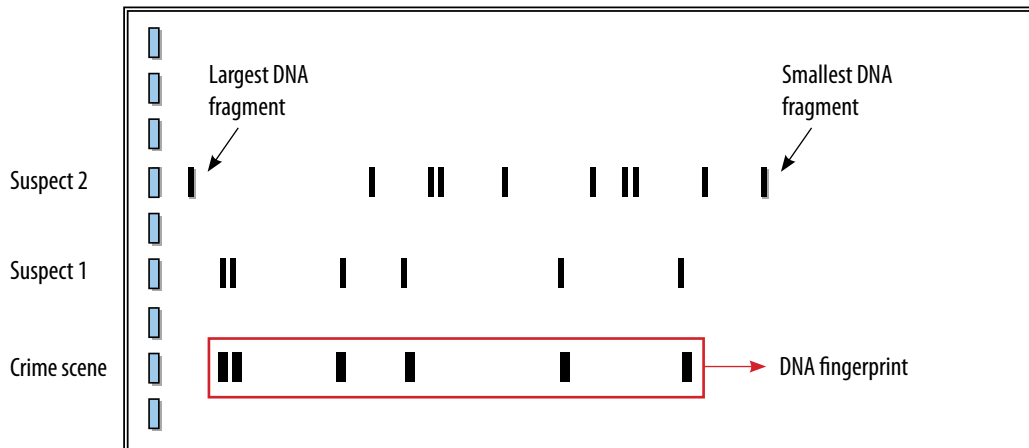 Largest DNA
fragment
Smallest DNA
fragment
Suspect 2
Suspect 1
Crime scene
DNA fingerprint